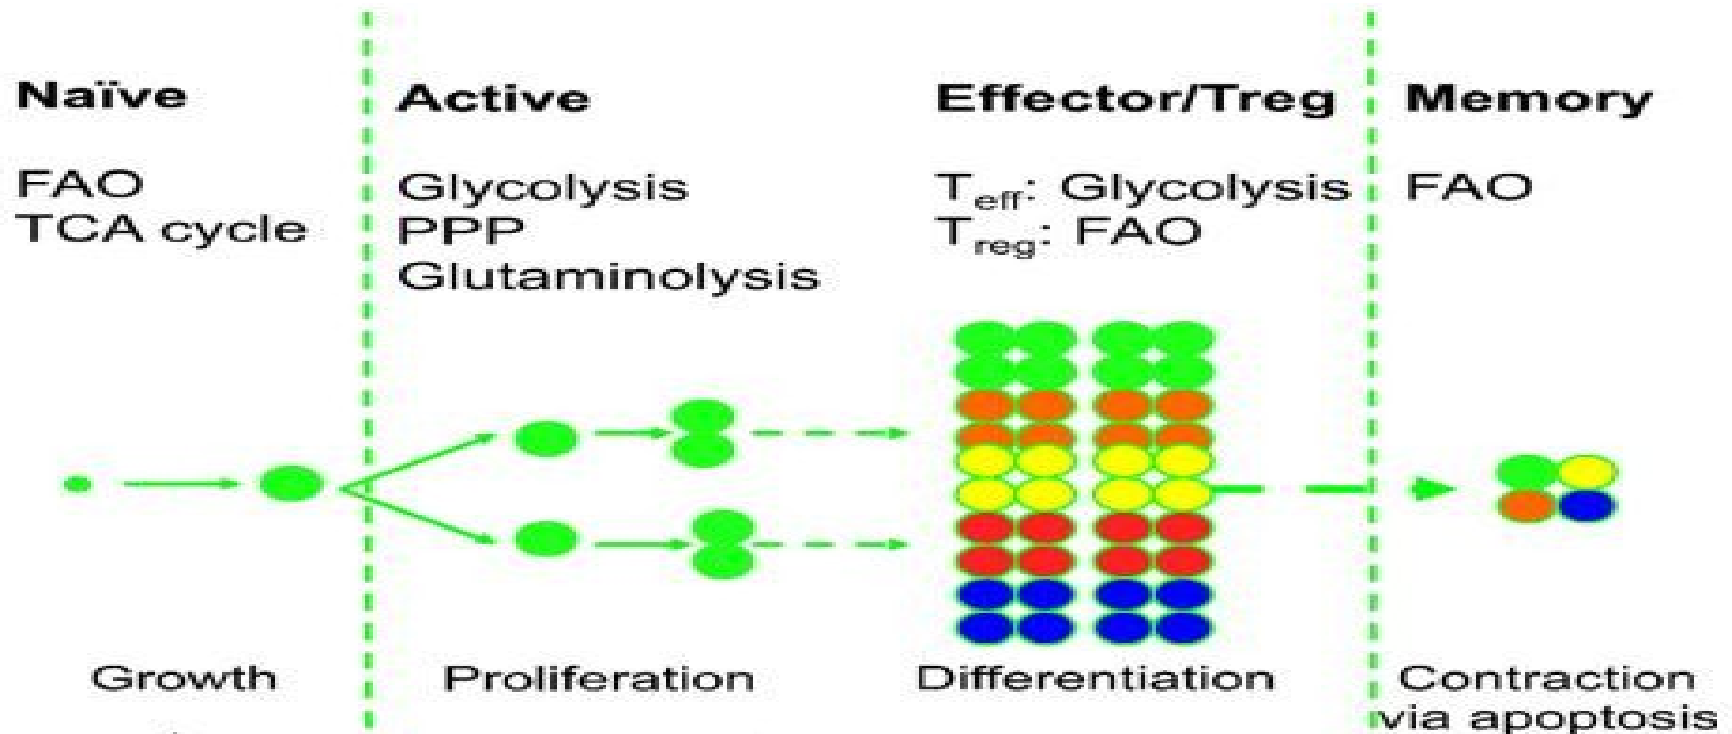 Naïve
FAO
TCA cycle
Active
Glycolysis
PPP
Glutaminolysis
Effector/Treg
Teff: Glycolysis
Treg: FAO
Memory
FAO
Growth
Proliferation
Differentiation
Contraction
via apoptosis